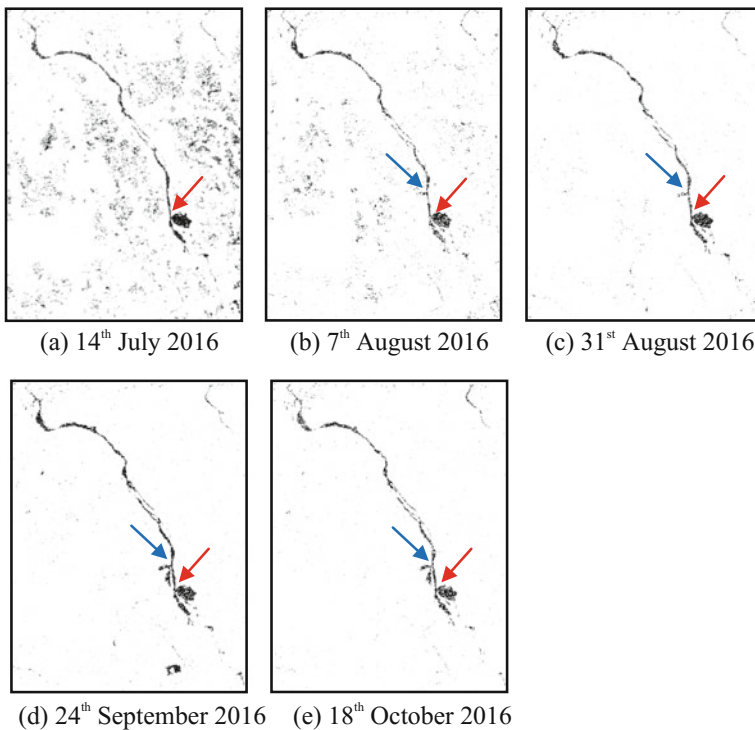 (a) 14th July 2016
(b) 7th August 2016
(c) 31st August 2016
(d) 24th September 2016
(e) 18th October 2016